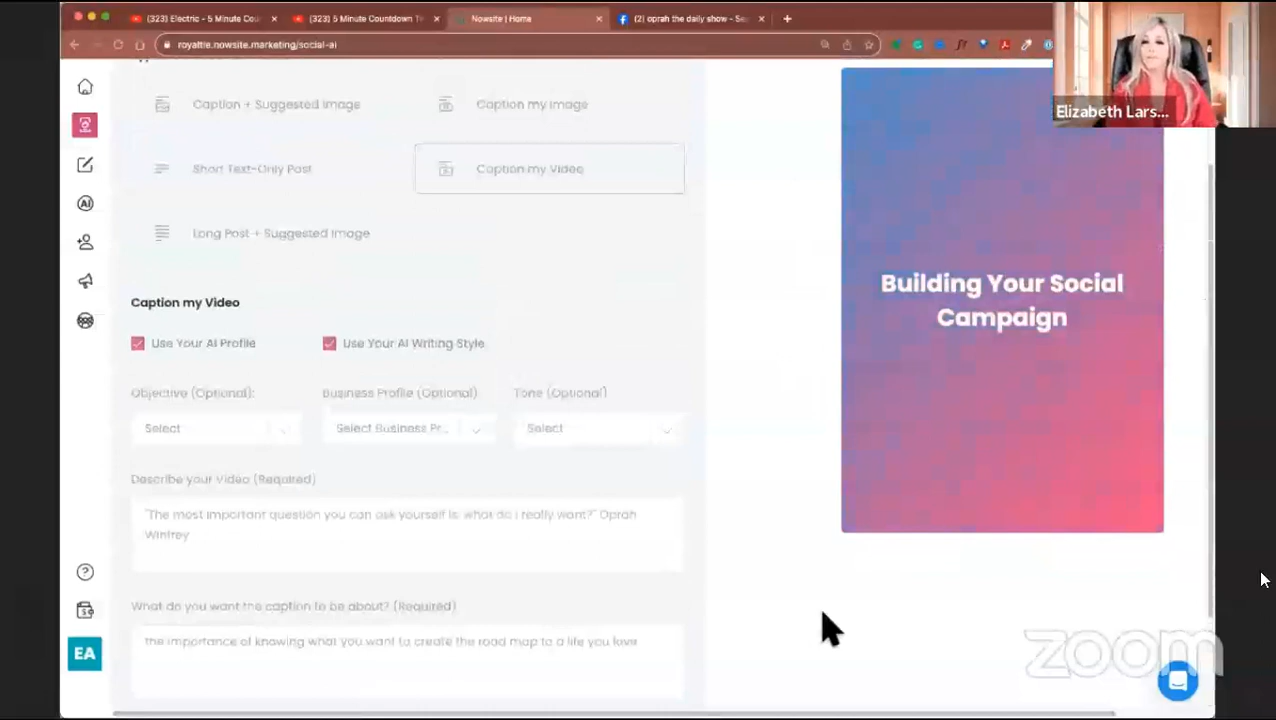 (323) Electric - 5 Minute Cou
(323) 5 Minute Countdown T
Nowsite | Home
(2) oprah the daily show - Sea
royaltie.nowsite.marketing/social-ai
Elizabeth Lars...
Caption + Suggested Image
Caption my Image
Short Text-Only Post
Caption my Video
Long Post + Suggested Image
Building Your Social
Campaign
Caption my Video
Use Your AI Profile
Use Your AI Writing Style
Objective (Optional):
Business Profile (Optional)
Tone (Optional)
Select
Select Business Pr...
Select
Describe your Video (Required)
"The most important question you can ask yourself is: what do i really want?" Oprah
Winfrey
What do you want the caption to be about? (Required)
the importance of knowing what you want to create the road map to a life you love
AI
EA
zoom